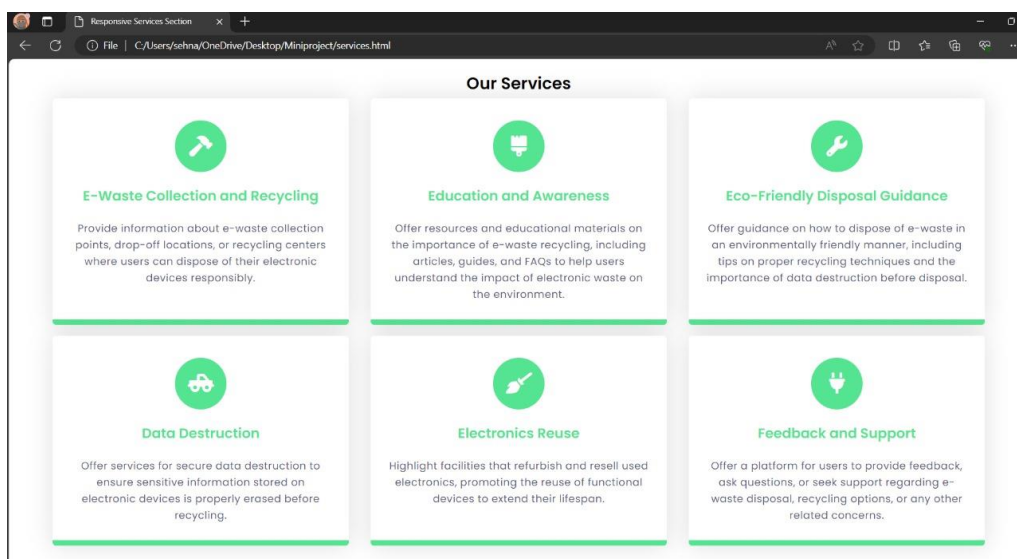 Responsive Services Section
File | C:/Users/sehna/OneDrive/Desktop/Miniproject/services.html
Our Services
E-Waste Collection and Recycling
Provide information about e-waste collection
points, drop-off locations, or recycling centers
where users can dispose of their electronic
devices responsibly.
Education and Awareness
Offer resources and educational materials on
the importance of e-waste recycling, including
articles, guides, and FAQs to help users
understand the impact of electronic waste on
the environment.
Eco-Friendly Disposal Guidance
Offer guidance on how to dispose of e-waste in
an environmentally friendly manner, including
tips on proper recycling techniques and the
importance of data destruction before disposal.
Data Destruction
Offer services for secure data destruction to
ensure sensitive information stored on
electronic devices is properly erased before
recycling.
Electronics Reuse
Highlight facilities that refurbish and resell used
electronics, promoting the reuse of functional
devices to extend their lifespan.
Feedback and Support
Offer a platform for users to provide feedback,
ask questions, or seek support regarding e-
waste disposal, recycling options, or any other
related concerns.